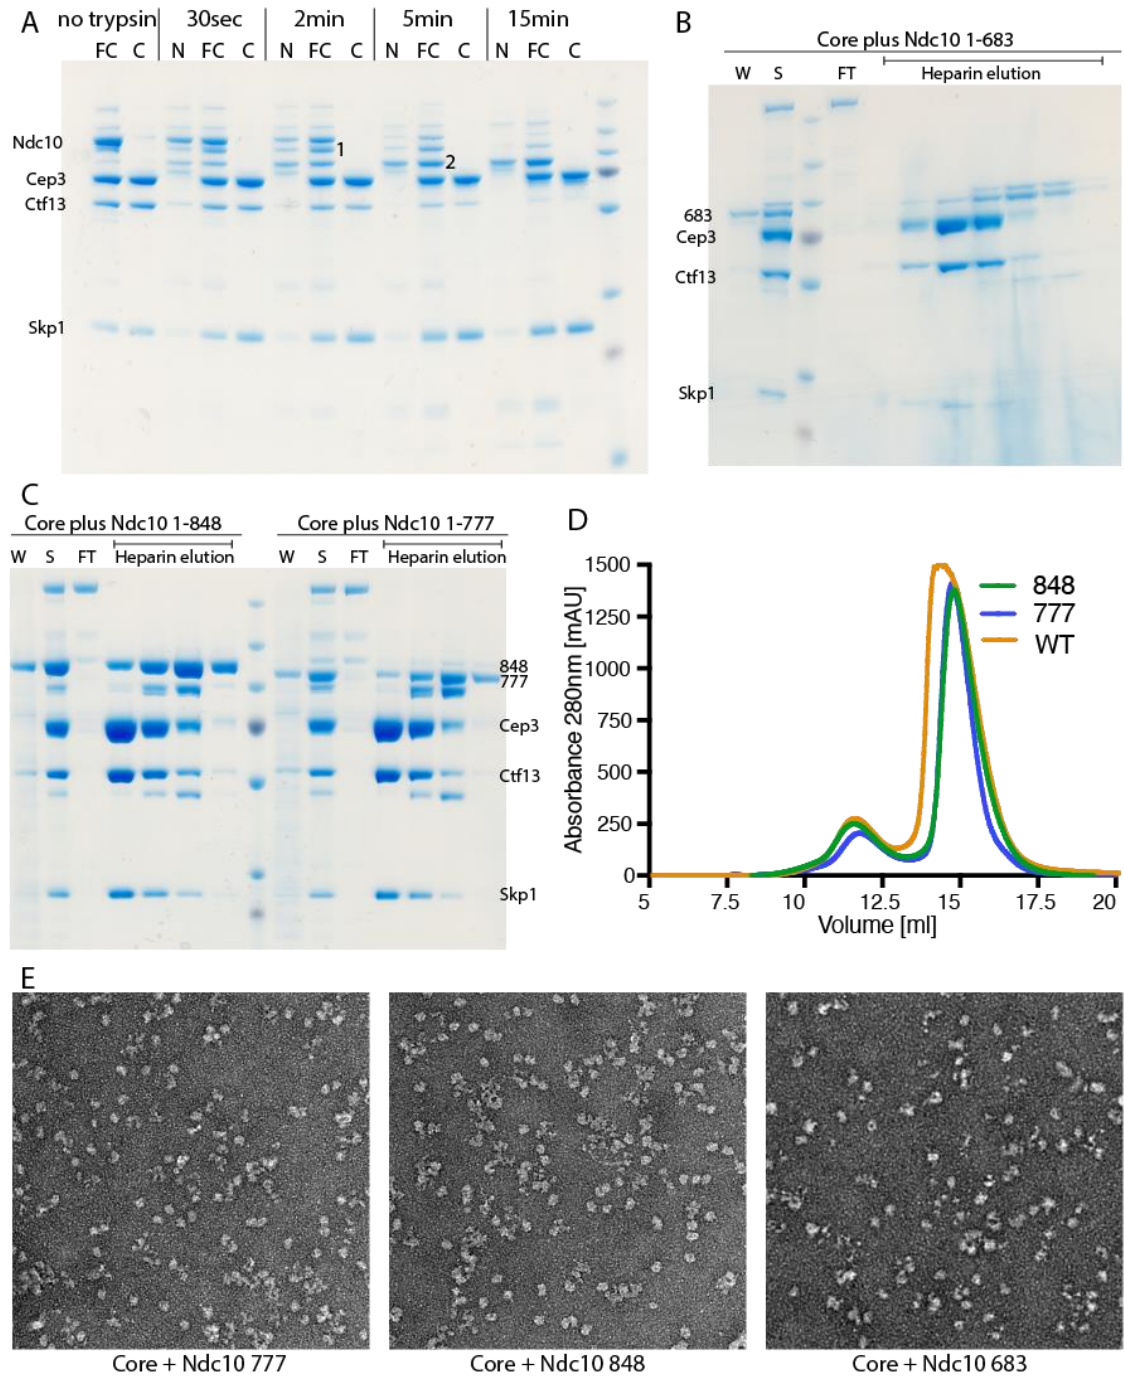 A
no trypsin 30sec 2min 5min 15min
FC C N FC C N FC C N FC C N FC C
Ndc10
1
2
Cep3
Ctf13
Skp1
B
Core plus Ndc10 1-683
W S FT Heparin elution
683
Cep3
Ctf13
Skp1
C
Core plus Ndc10 1-848 Core plus Ndc10 1-777
W S FT Heparin elution W S FT Heparin elution
848
777
Cep3
Ctf13
Skp1
D
1500
1250
1000
750
500
250
0
Absorbance 280nm [mAU]
848
777
WT
5 7.5 10 12.5 15 17.5 20
Volume [ml]
E
Core + Ndc10 777 Core + Ndc10 848 Core + Ndc10 683